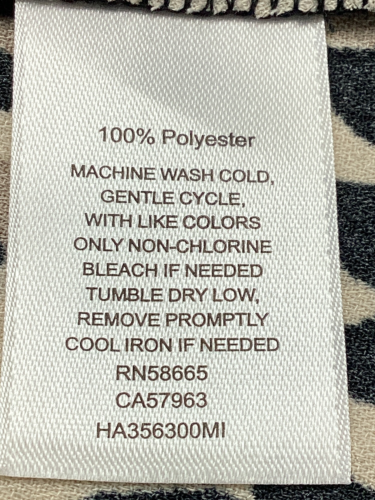 100% Polyester
MACHINE WASH COLD,
GENTLE CYCLE,
WITH LIKE COLORS
ONLY NON-CHLORINE
BLEACH IF NEEDED
TUMBLE DRY LOW,
REMOVE PROMPTLY
COOL IRON IF NEEDED
RN58665
CA57963
HA356300MI